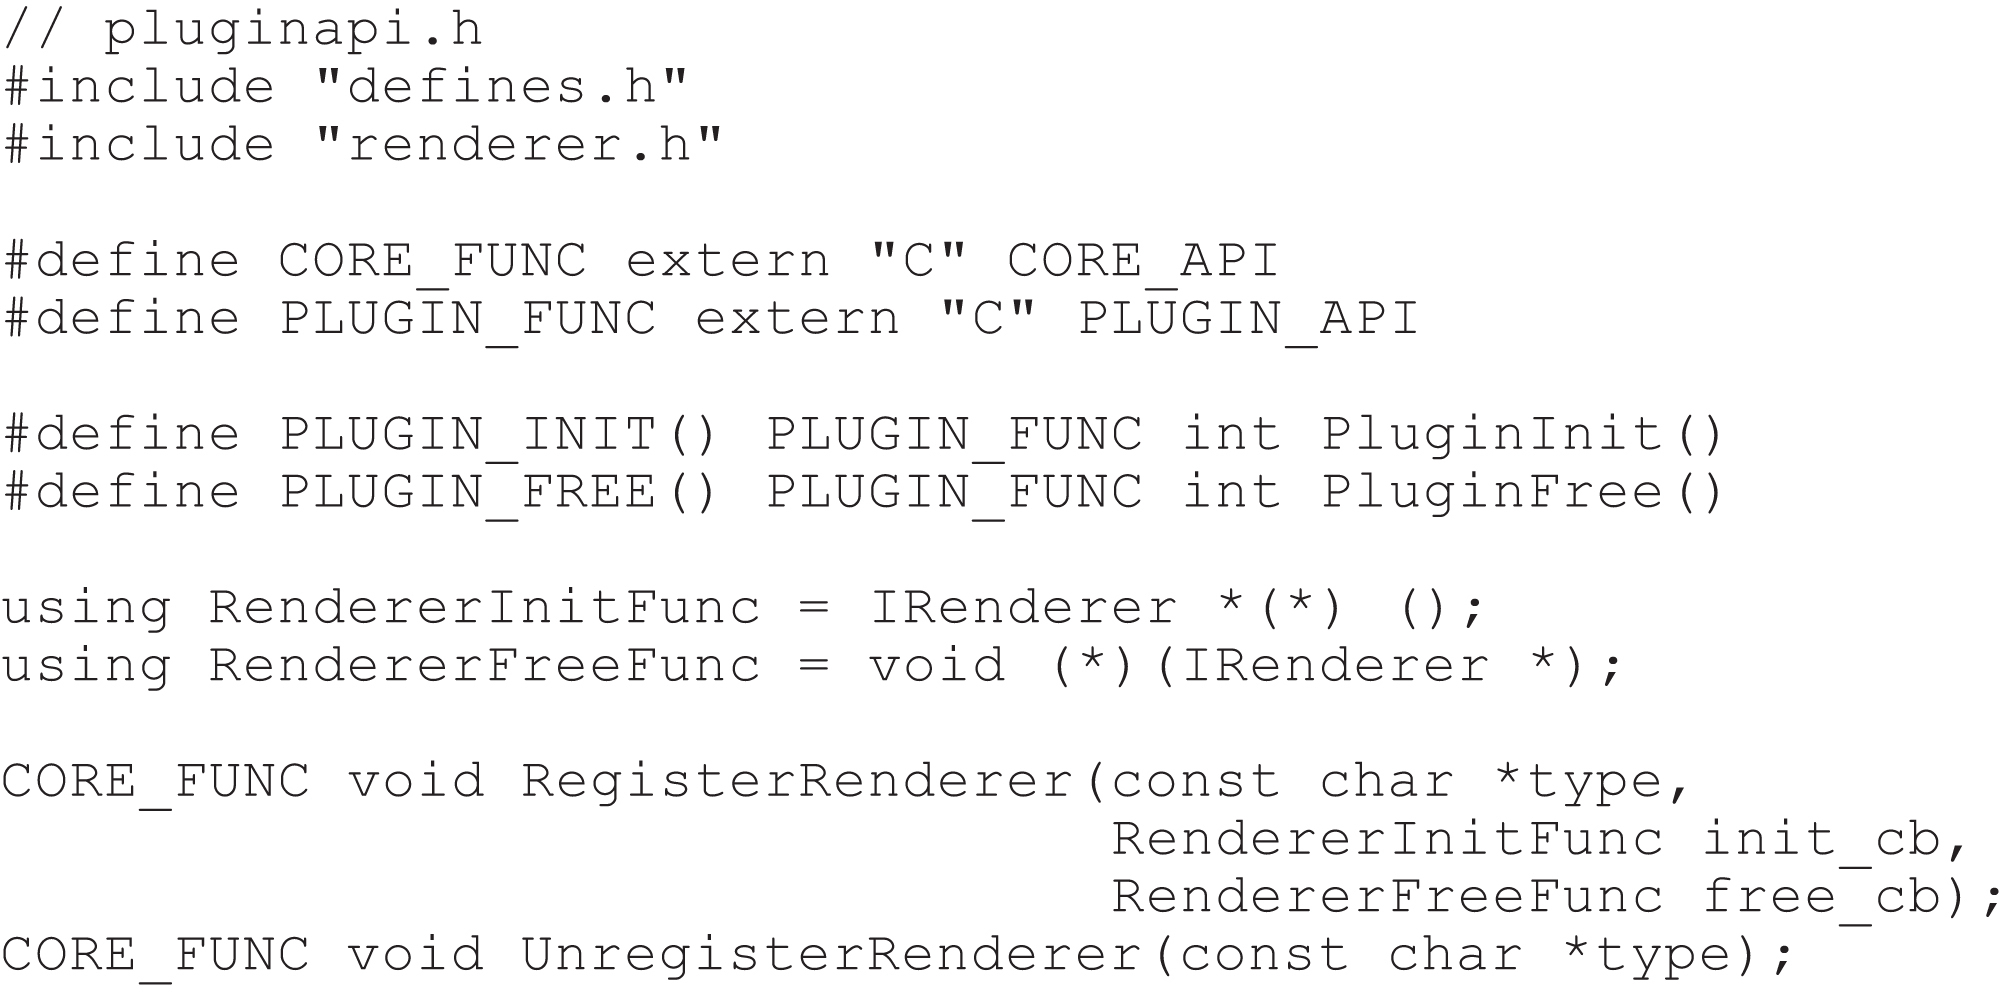 // pluginapi.h
#include "defines.h"
#include "renderer.h"

#define CORE_FUNC extern "C" CORE_API
#define PLUGIN_FUNC extern "C" PLUGIN_API

#define PLUGIN_INIT() PLUGIN_FUNC int PluginInit()
#define PLUGIN_FREE() PLUGIN_FUNC int PluginFree()

using RendererInitFunc = IRenderer *(*) ();
using RendererFreeFunc = void (*)(IRenderer *);

CORE_FUNC void RegisterRenderer(const char *type,
                                RendererInitFunc init_cb,
                                RendererFreeFunc free_cb);
CORE_FUNC void UnregisterRenderer(const char *type);